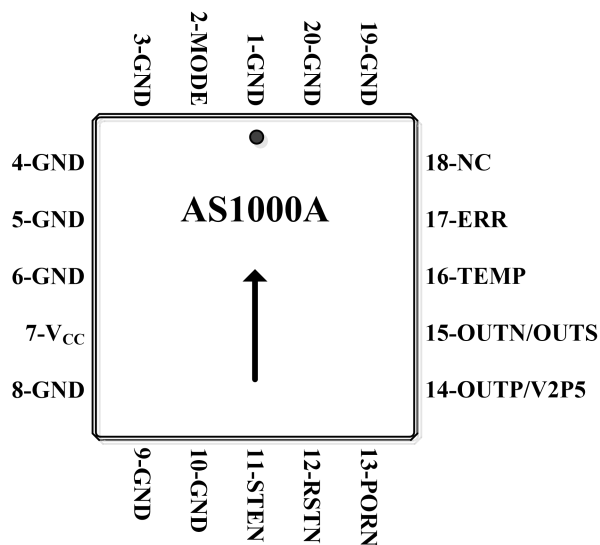 3-GND
2-MODE
1-GND
20-GND
19-GND
4-GND
5-GND
6-GND
7-VCC
8-GND
AS1000A
18-NC
17-ERR
16-TEMP
15-OUTN/OUTS
14-OUTP/V2P5
9-GND
10-GND
11-STEN
12-RSTN
13-PORN